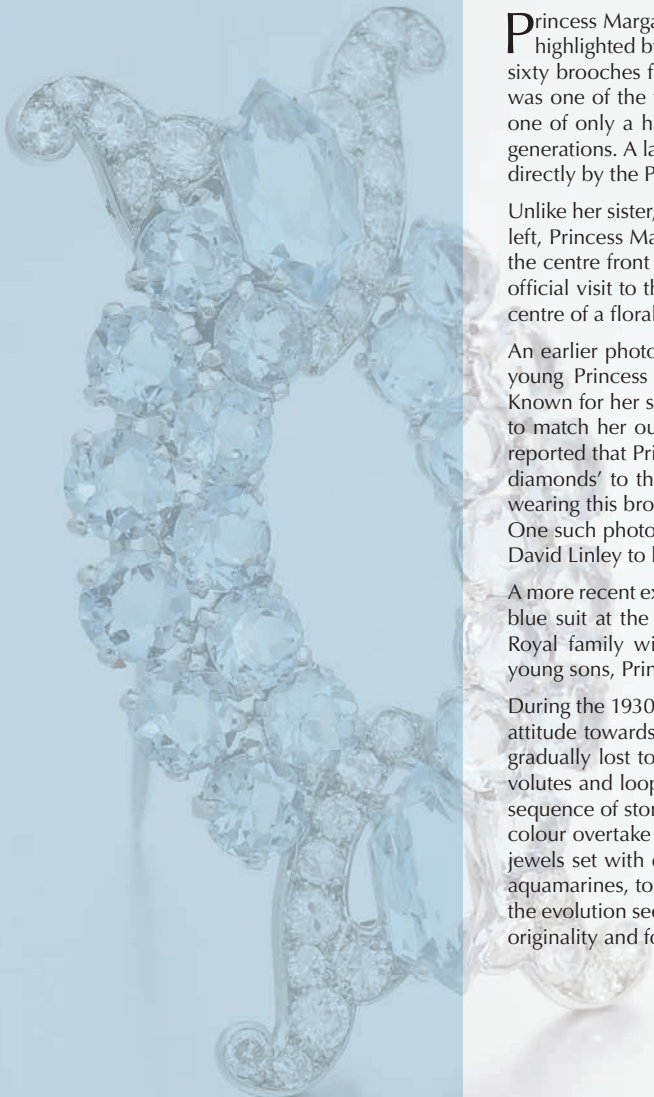 Princess Marga
highlighted by
sixty brooches f
was one of the
one of only a ha
generations. A la
directly by the P
Unlike her sister,
left, Princess Ma
the centre front
official visit to th
centre of a floral
An earlier photo
young Princess
Known for her s
to match her ou
reported that Pri
diamonds’ to th
wearing this bro
One such photo
David Linley to
A more recent ex
blue suit at the
Royal family wi
young sons, Prin
During the 1930
attitude towards
gradually lost to
volutes and loop
sequence of stor
colour overtake
jewels set with
aquamarines, to
the evolution see
originality and fo